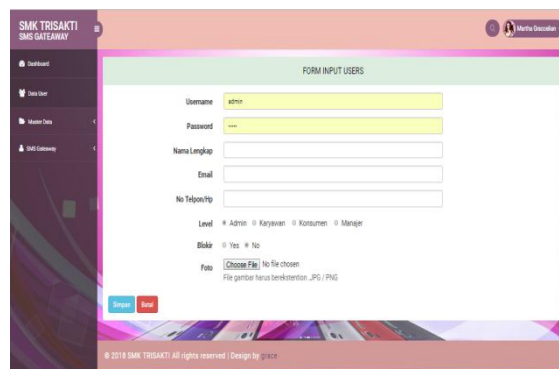 SMK TRISAKTI
SMS GATEAWAY
Dashboard
Data User
Master Data
SMS Gateway
FORM INPUT USERS
Username admin
Password
Nama Lengkap
Email
No Telpon/Hp
Level Admin Karyawan Konsumen Manajer
Blokir Yes No
Foto Choose File No file chosen
File gambar harus berekstention .JPG / PNG
Simpan Batal
© 2018 SMK TRISAKTI All rights reserved | Design by grace